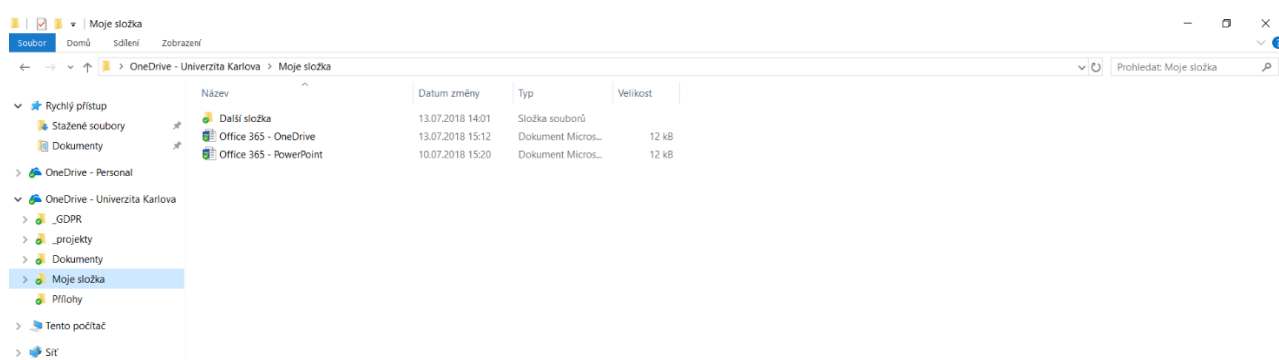 Moje složka
Soubor Domů Sdílení Zobrazení
OneDrive - Univerzita Karlova > Moje složka
Prohledat: Moje složka
Rychlý přístup
Stažené soubory
Dokumenty
OneDrive - Personal
OneDrive - Univerzita Karlova
_GDPR
_projekty
Dokumenty
Moje složka
Přílohy
Tento počítač
Síť
Název Datum změny Typ Velikost
Další složka 13.07.2018 14:01 Složka souborů
Office 365 - OneDrive 13.07.2018 15:12 Dokument Micros... 12 kB
Office 365 - PowerPoint 10.07.2018 15:20 Dokument Micros... 12 kB